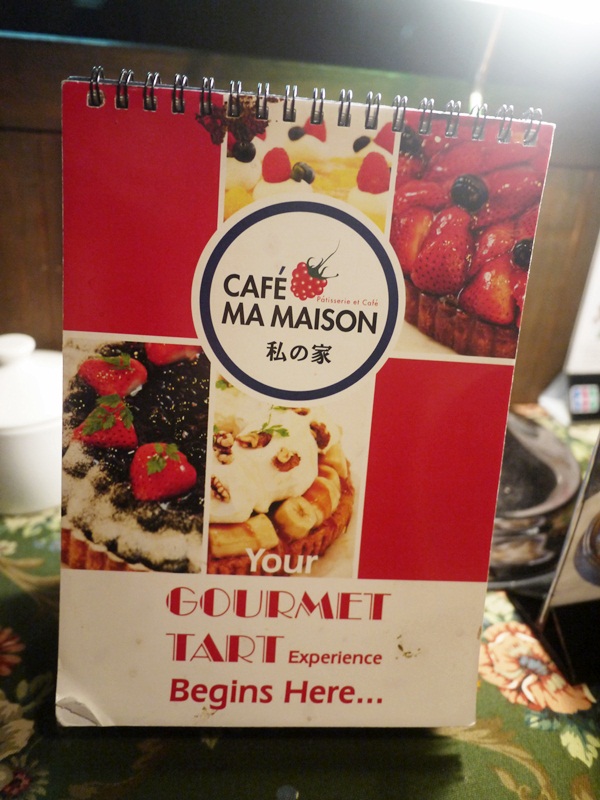 CAFÉ
Pâtisserie et Café
MA MAISON
私の家
Your
GOURMET
TART Experience
Begins Here...